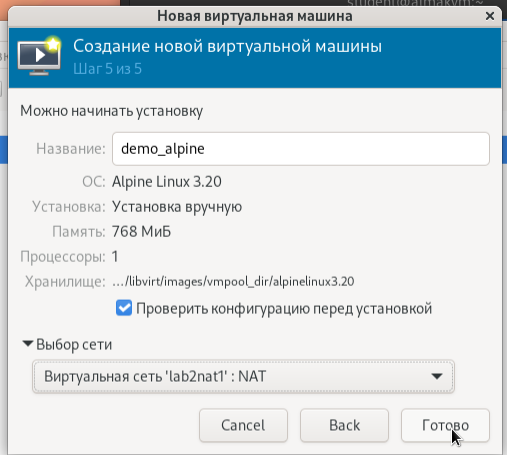 student@almakvm:~
Новая виртуальная машина
Создание новой виртуальной машины
Шаг 5 из 5
Можно начинать установку
Название: demo_alpine
ОС: Alpine Linux 3.20
Установка: Установка вручную
Память: 768 МиБ
Процессоры: 1
Хранилище: .../libvirt/images/vmpool_dir/alpinelinux3.20
Проверить конфигурацию перед установкой
Выбор сети
Виртуальная сеть 'lab2nat1' : NAT
Cancel Back Готово